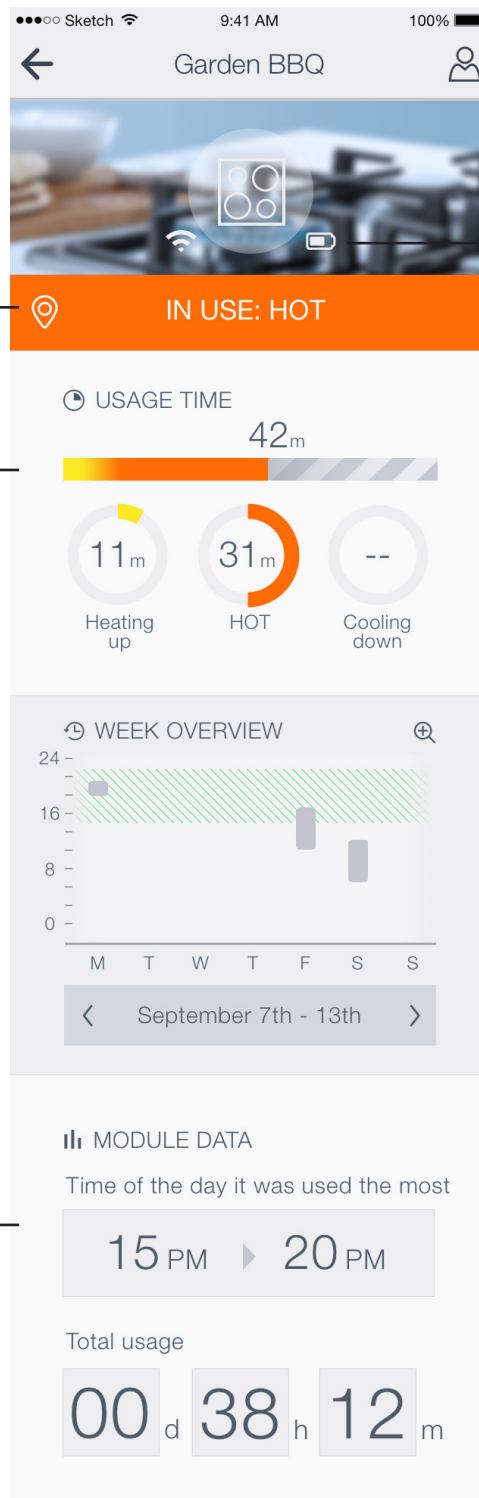 Sketch 9:41 AM 100%
Garden BBQ
IN USE: HOT
USAGE TIME
42m
11m 31m --
Heating up HOT Cooling down
WEEK OVERVIEW
24
16
8
0
M T W T F S S
September 7th - 13th
MODULE DATA
Time of the day it was used the most
15 PM 20 PM
Total usage
00 d 38 h 12 m